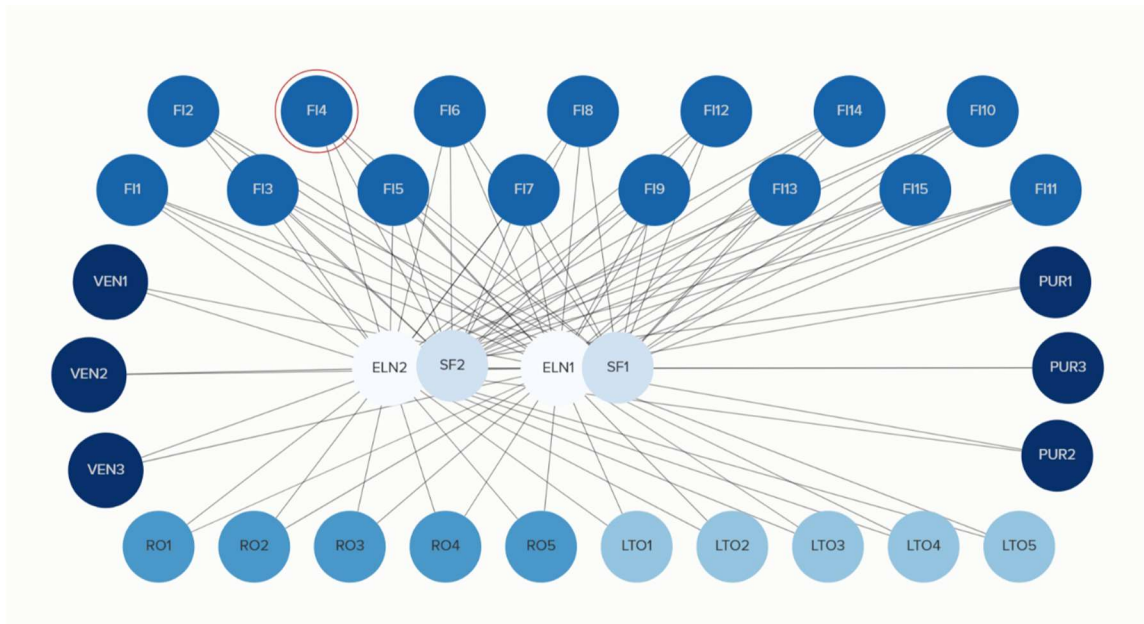 FI2
FI4
FI6
FI8
FI12
FI14
FI10
FI1
FI3
FI5
FI7
FI9
FI13
FI15
FI11
VEN1
PUR1
VEN2
ELN2
SF2
ELN1
SF1
PUR3
VEN3
PUR2
RO1
RO2
RO3
RO4
RO5
LTO1
LTO2
LTO3
LTO4
LTO5